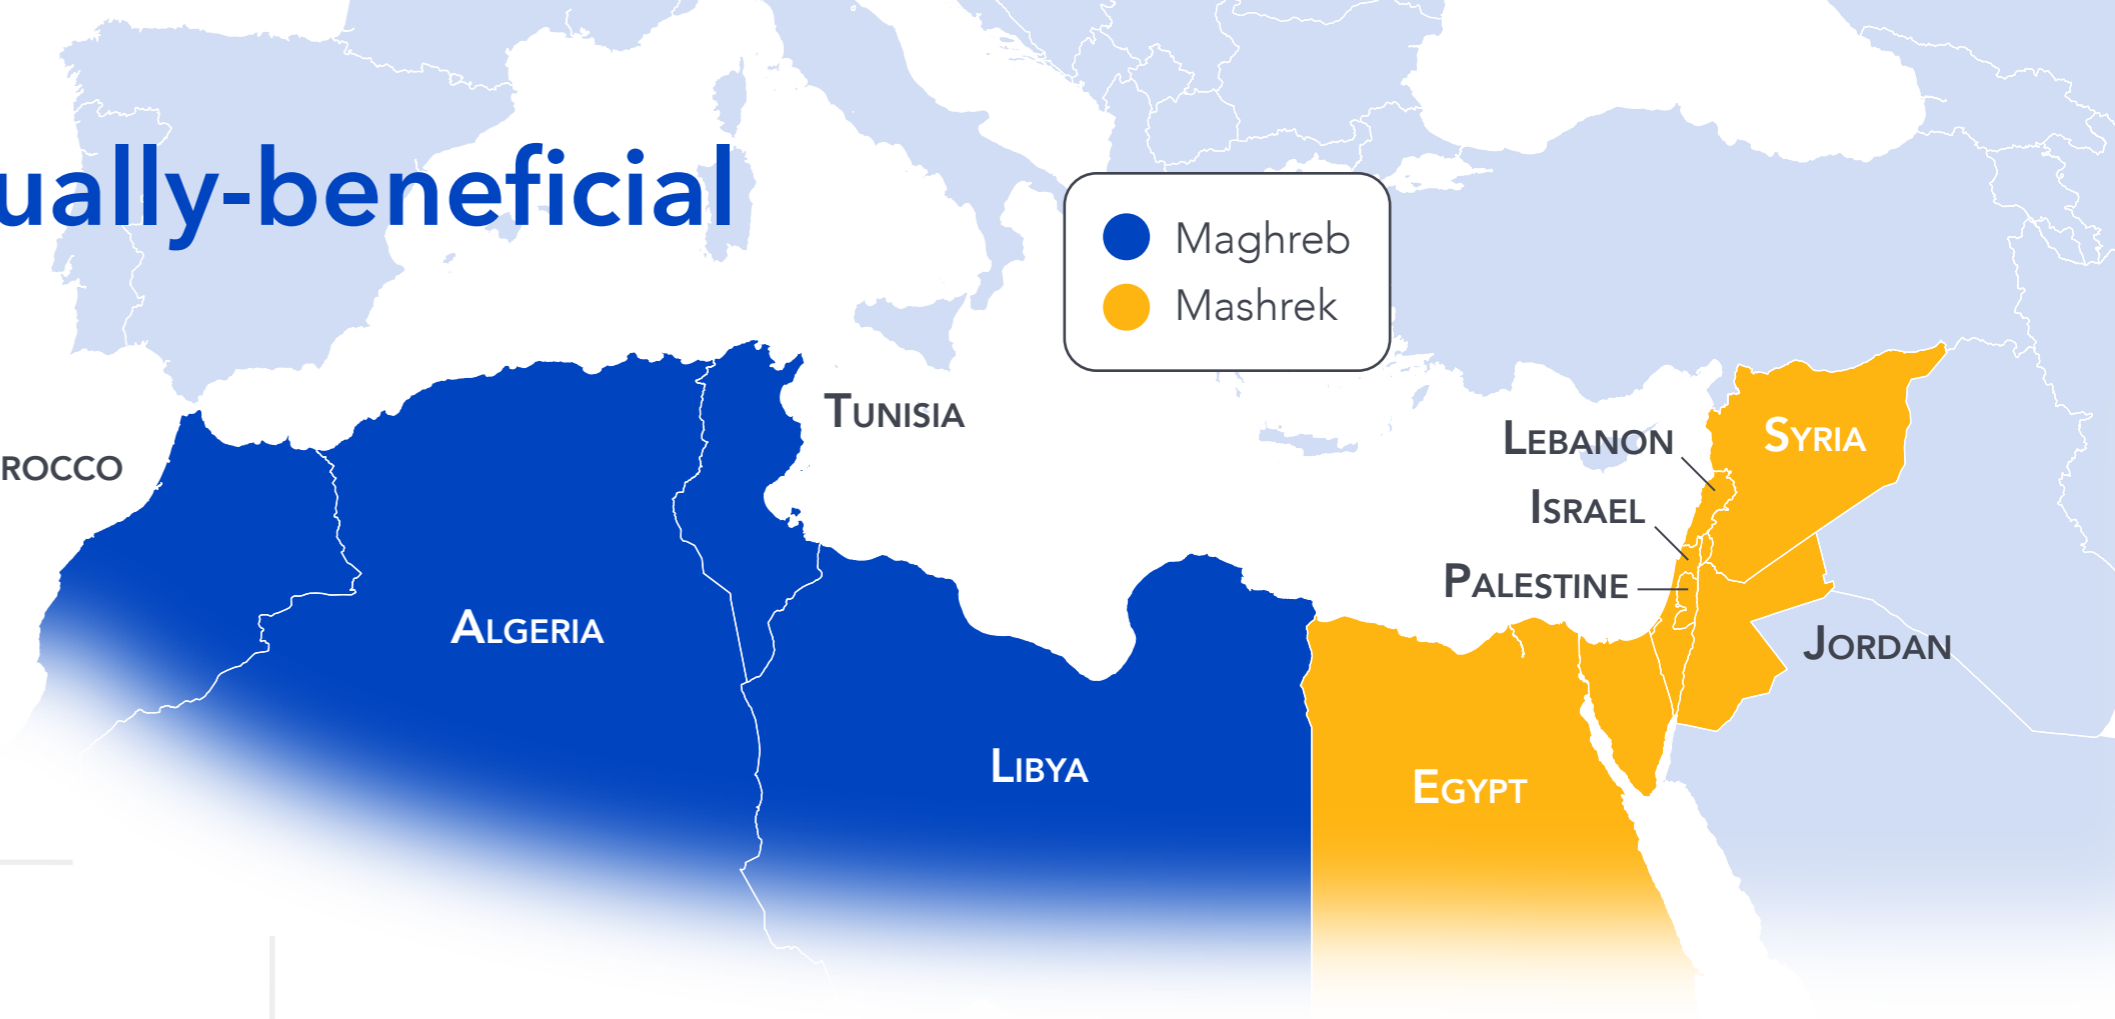 ually-beneficial
Maghreb
Mashrek
TUNISIA
ROCCO
LEBANON
SYRIA
ISRAEL
PALESTINE
ALGERIA
JORDAN
LIBYA
EGYPT